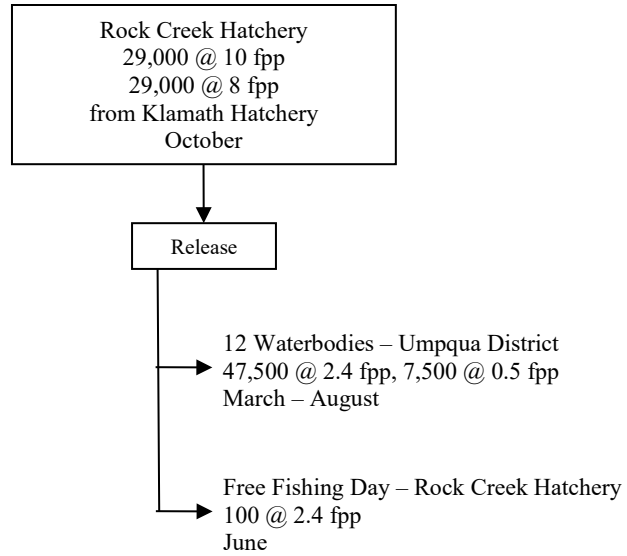 Rock Creek Hatchery
29,000 @ 10 fpp
29,000 @ 8 fpp
from Klamath Hatchery
October
Release
12 Waterbodies – Umpqua District
47,500 @ 2.4 fpp, 7,500 @ 0.5 fpp
March – August
Free Fishing Day – Rock Creek Hatchery
100 @ 2.4 fpp
June